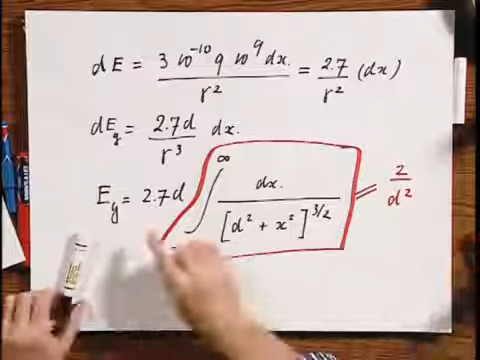 dE = 3 10⁻¹⁰ 9 10⁹ dx. / r² = 2.7 / r² (dx)
dE_y = 2.7d / r³ dx.
E_y = 2.7d ∫ ∞ dx. / [d² + x²]^3/2 = 2 / d²